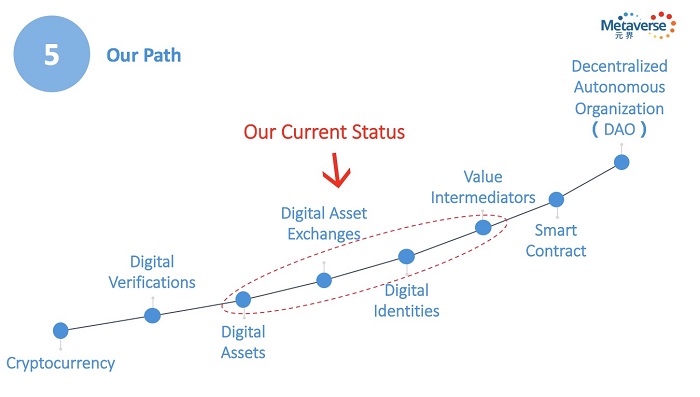 Metaverse
元界
5
Our Path
Decentralized
Autonomous
Organization
（DAO）
Our Current Status
Value
Intermediators
Digital Asset
Exchanges
Smart
Contract
Digital
Verifications
Digital
Identities
Digital
Assets
Cryptocurrency